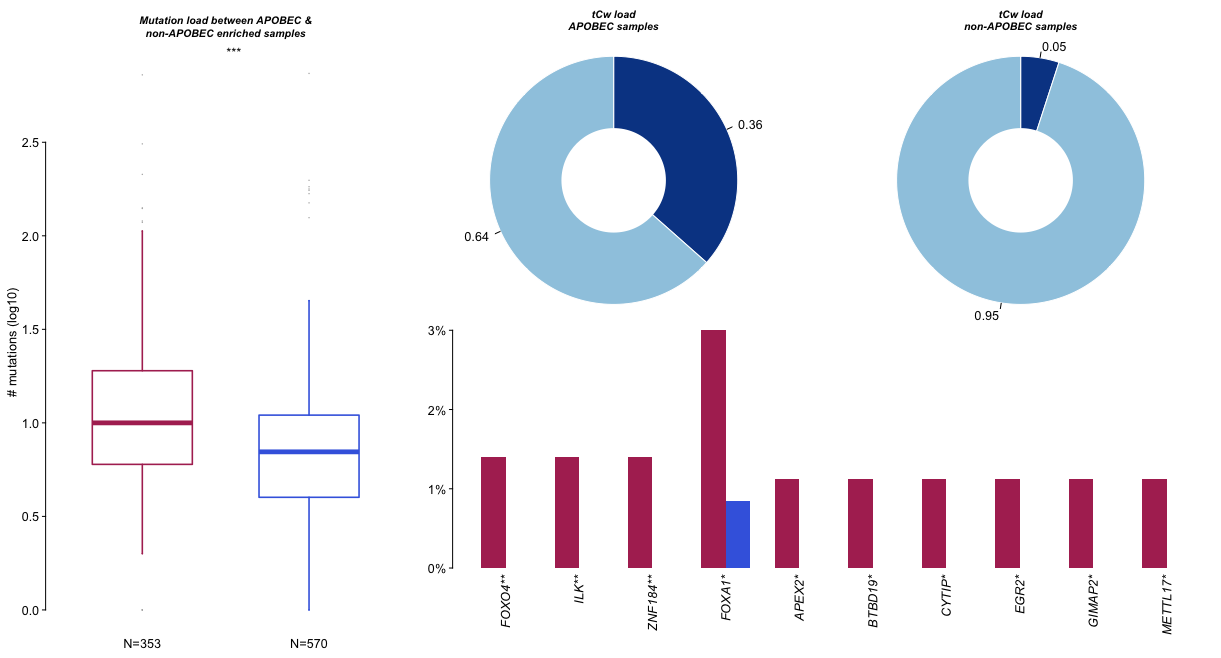 Mutation load between APOBEC &
non-APOBEC enriched samples
***
# mutations (log10)
2.5
2.0
1.5
1.0
0.5
0.0
N=353
N=570
tCw load
APOBEC samples
0.36
0.64
tCw load
non-APOBEC samples
0.05
0.95
3%
2%
1%
0%
FOXO4**
ILK**
ZNF184**
FOXA1*
APEX2*
BTBD19*
CYTIP*
EGR2*
GIMAP2*
METTL17*